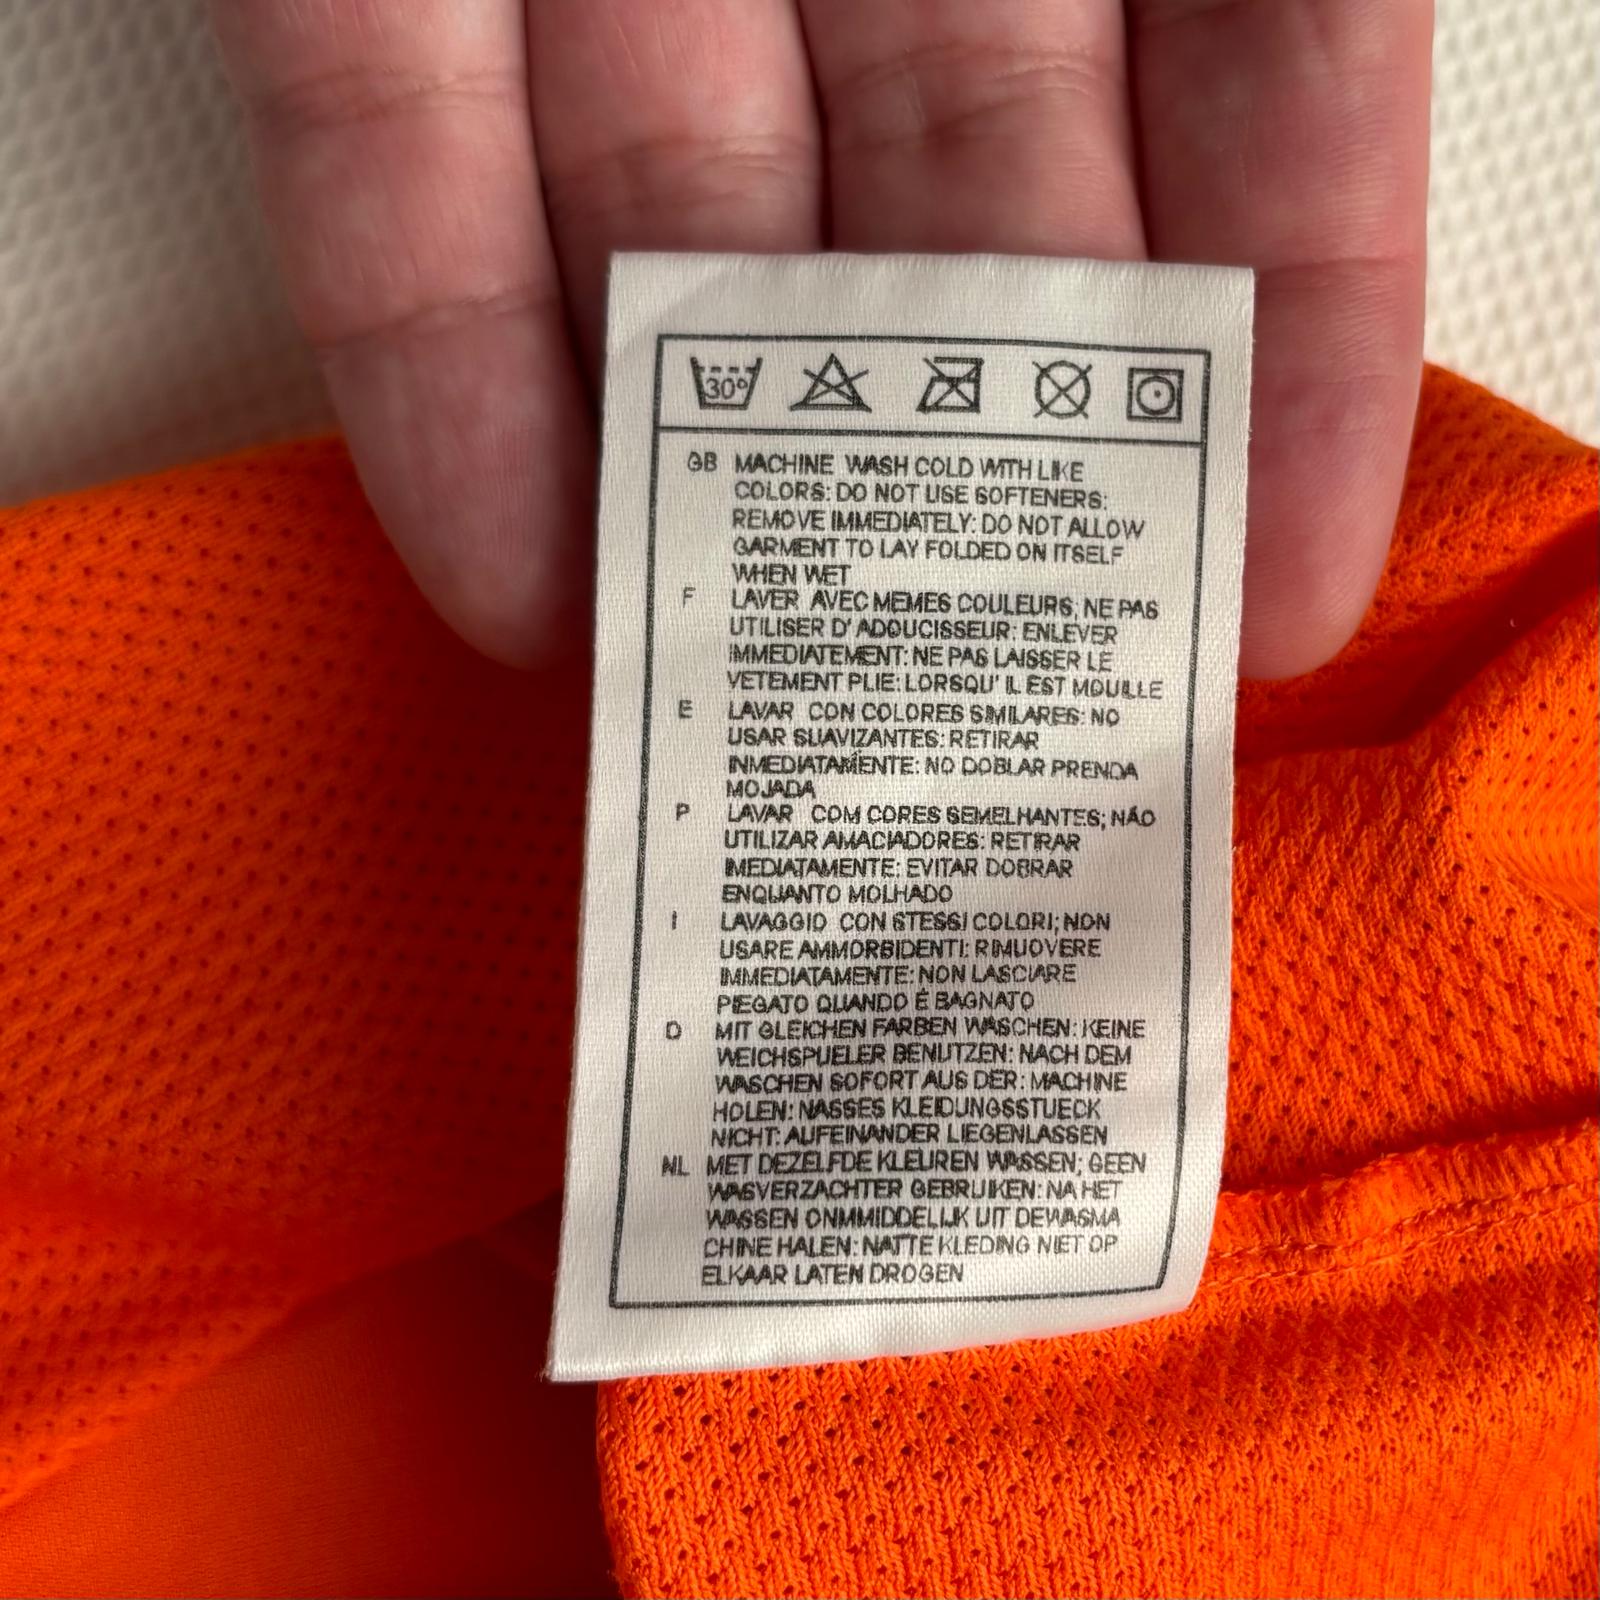 30°
GB MACHINE WASH COLD WITH LIKE
COLORS: DO NOT USE SOFTENERS:
REMOVE IMMEDIATELY: DO NOT ALLOW
GARMENT TO LAY FOLDED ON ITSELF
WHEN WET
F LAVER AVEC MEMES COULEURS; NE PAS
UTILISER D' ADOUCISSEUR: ENLEVER
IMMEDIATEMENT: NE PAS LAISSER LE
VETEMENT PLIE: LORSQU' IL EST MOUILLE
E LAVAR CON COLORES SIMILARES: NO
USAR SUAVIZANTES: RETIRAR
INMEDIATAMENTE: NO DOBLAR PRENDA
MOJADA
P LAVAR COM CORES SEMELHANTES; NÃO
UTILIZAR AMACIADORES: RETIRAR
IMEDIATAMENTE: EVITAR DOBRAR
ENQUANTO MOLHADO
I LAVAGGIO CON STESSI COLORI; NON
USARE AMMORBIDENTI: RIMUOVERE
IMMEDIATAMENTE: NON LASCIARE
PIEGATO QUANDO É BAGNATO
D MIT GLEICHEN FARBEN WASCHEN: KEINE
WEICHSPUELER BENUTZEN: NACH DEM
WASCHEN SOFORT AUS DER: MACHINE
HOLEN: NASSES KLEIDUNGSSTUECK
NICHT: AUFEINANDER LIEGENLASSEN
NL MET DEZELFDE KLEUREN WASSEN; GEEN
WASVERZACHTER GEBRUIKEN: NA HET
WASSEN ONMMIDDELIJK UIT DEWASMA
CHINE HALEN: NATTE KLEDING NIET OP
ELKAAR LATEN DROGEN